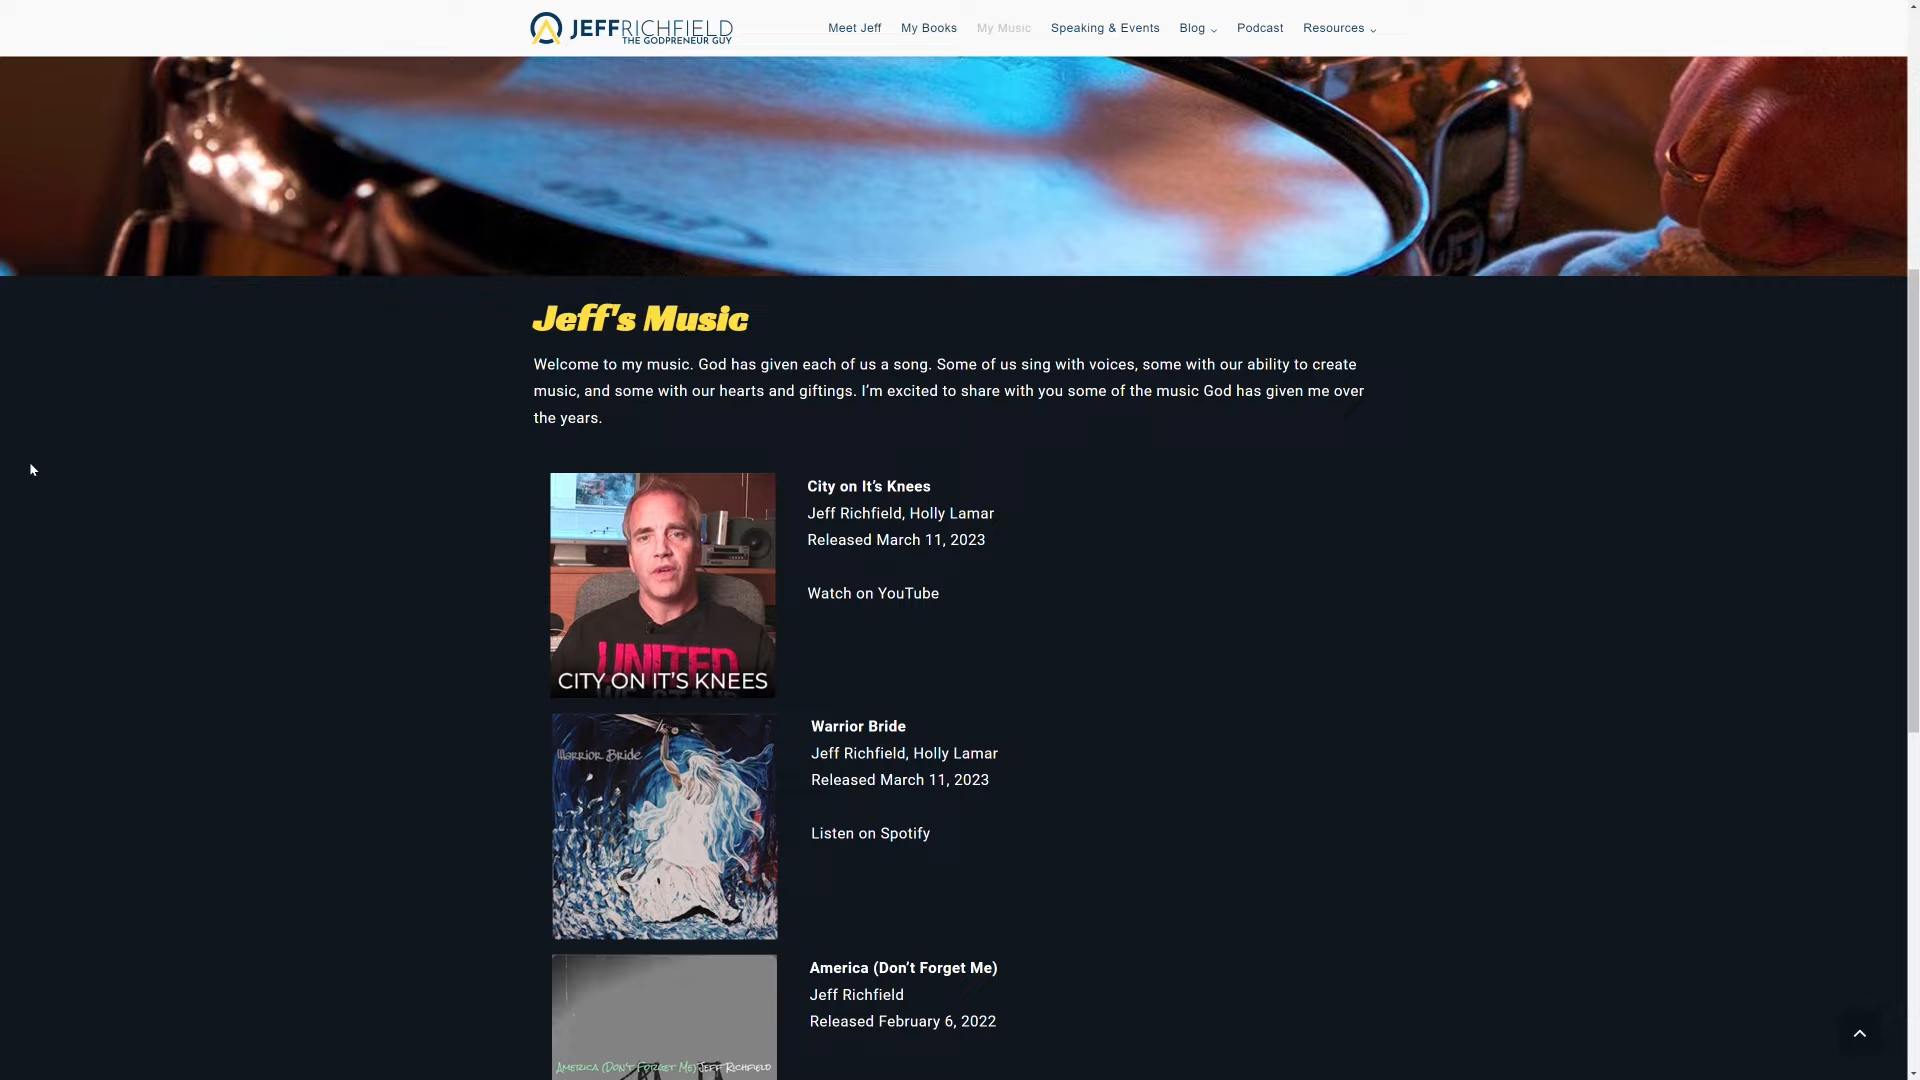 JEFFRICHFIELD
THE GODPRENEUR GUY
Meet Jeff My Books My Music Speaking & Events Blog Podcast Resources
Jeff's Music
Welcome to my music. God has given each of us a song. Some of us sing with voices, some with our ability to create
music, and some with our hearts and giftings. I’m excited to share with you some of the music God has given me over
the years.
City on It’s Knees
Jeff Richfield, Holly Lamar
Released March 11, 2023
Watch on YouTube
UNITED
CITY ON IT’S KNEES
Warrior Bride
Warrior Bride
Jeff Richfield, Holly Lamar
Released March 11, 2023
Listen on Spotify
America (Don’t Forget Me)
Jeff Richfield
Released February 6, 2022
America (Don't Forget Me) Jeff Richfield